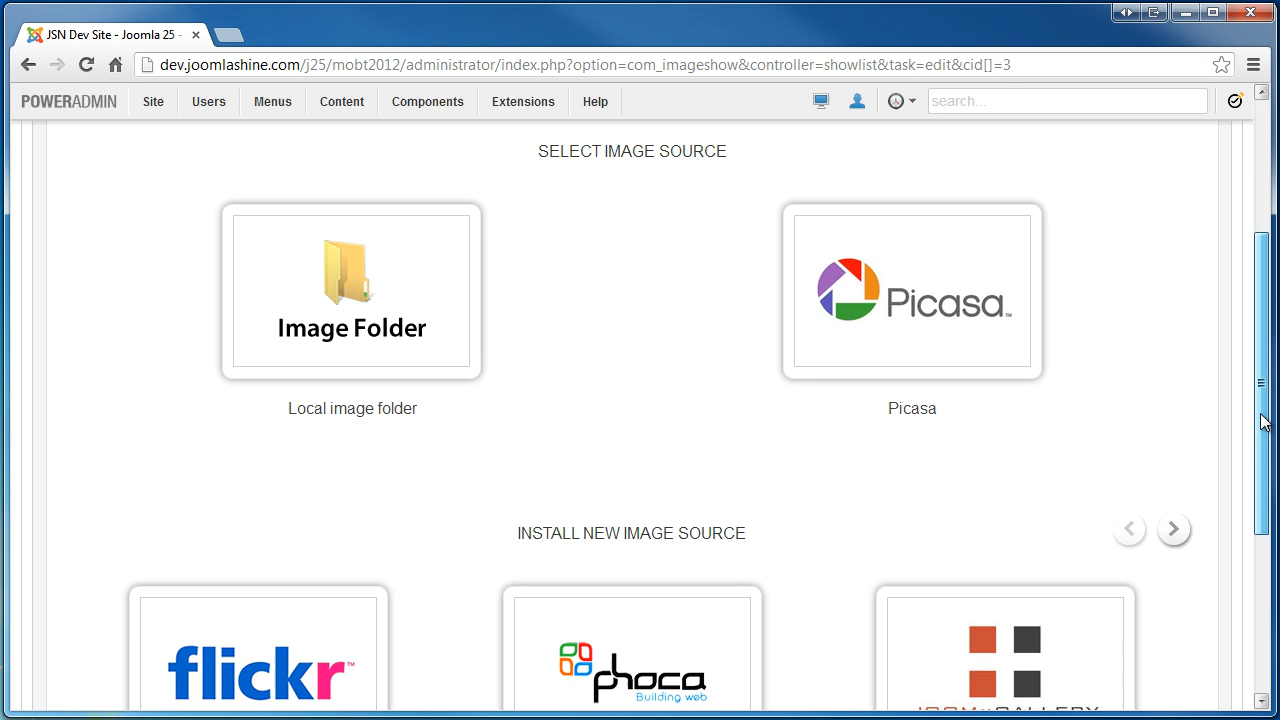 JSN Dev Site - Joomla 25 -
dev.joomlashine.com/j25/mobt2012/administrator/index.php?option=com_imageshow&controller=showlist&task=edit&cid[]=3
POWERADMIN Site Users Menus Content Components Extensions Help search...
SELECT IMAGE SOURCE
Image Folder
Picasa™
Local image folder
Picasa
INSTALL NEW IMAGE SOURCE
flickr™
phoca
Building web